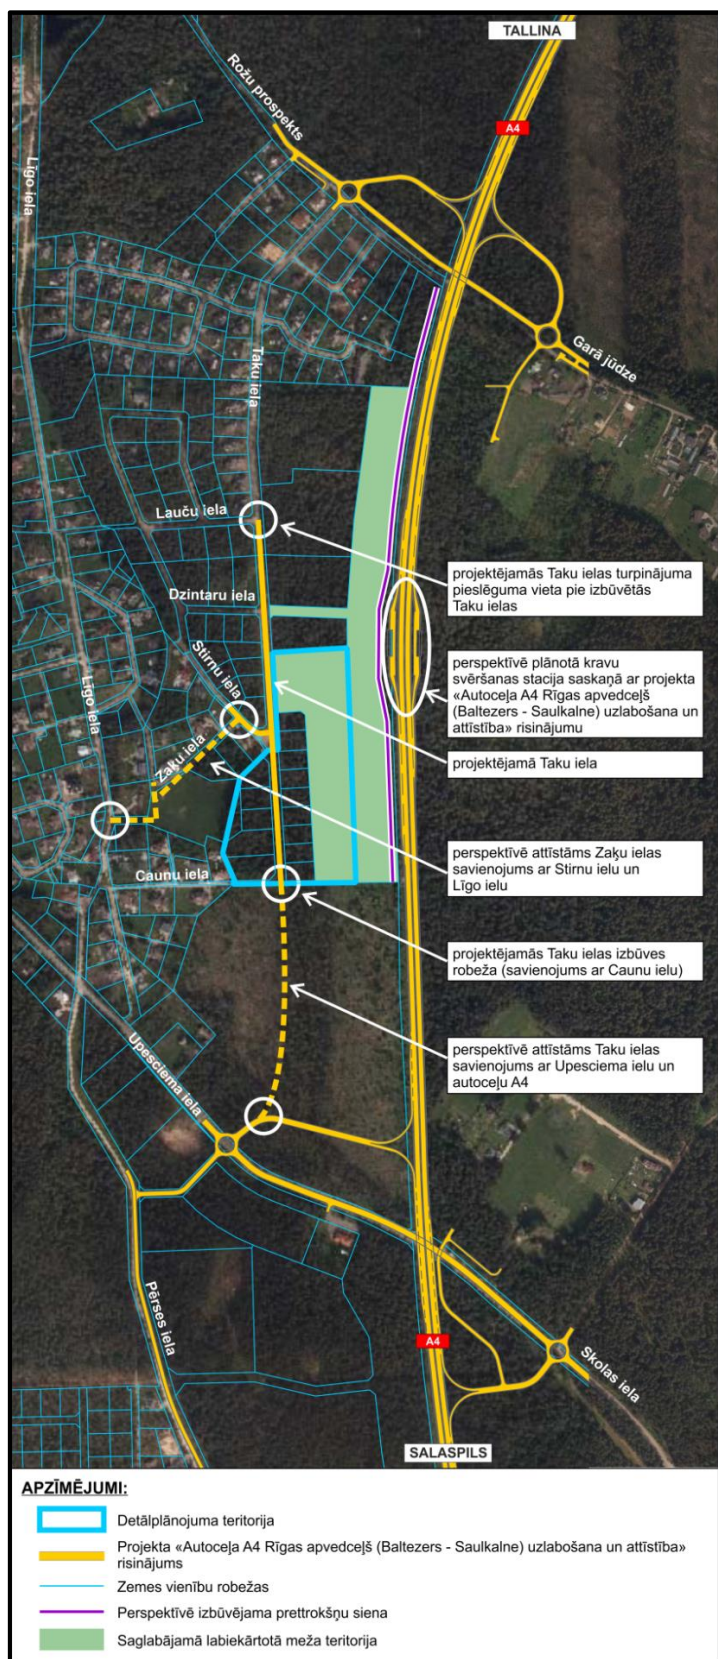 TALLINA
Rožu prospekts
A4
Līgo iela
Taku iela
Garā jūdze
Lauču iela
projektējamās Taku ielas turpinājuma
pieslēguma vieta pie izbūvētās
Taku ielas
Dzintaru iela
Stirnu iela
perspektīvē plānotā kravu
svēršanas stacija saskaņā ar projekta
«Autoceļa A4 Rīgas apvedceļš
(Baltezers - Saulkalne) uzlabošana un
attīstība» risinājumu
Līgo iela
Zaķu iela
projektējamā Taku iela
perspektīvē attīstāms Zaķu ielas
savienojums ar Stirnu ielu un
Līgo ielu
Caunu iela
projektējamās Taku ielas izbūves
robeža (savienojums ar Caunu ielu)
perspektīvē attīstāms Taku ielas
savienojums ar Upesciema ielu un
autoceļu A4
Upesciema iela
Pērses iela
A4
Skolas iela
SALASPILS
APZĪMĒJUMI:
Detālplānojuma teritorija
Projekta «Autoceļa A4 Rīgas apvedceļš (Baltezers - Saulkalne) uzlabošana un attīstība»
risinājums
Zemes vienību robežas
Perspektīvē izbūvējama prettrokšņu siena
Saglabājamā labiekārtotā meža teritorija